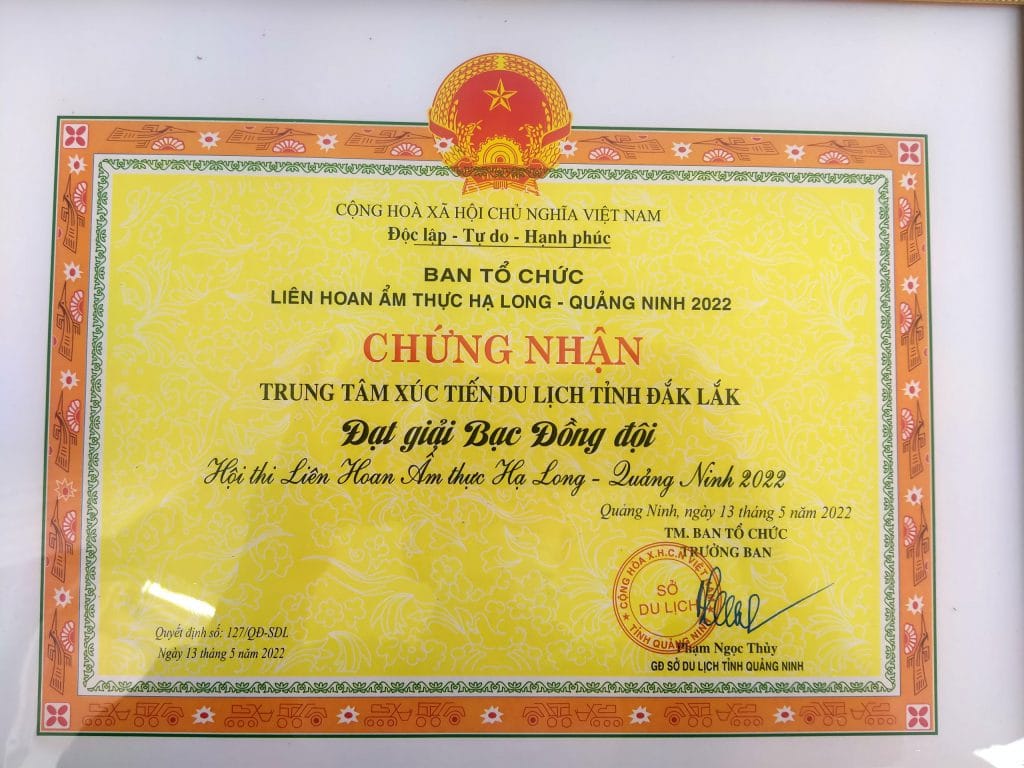 CỘNG HOÀ XÃ HỘI CHỦ NGHĨA VIỆT NAM
Độc lập - Tự do - Hạnh phúc
BAN TỔ CHỨC
LIÊN HOAN ẨM THỰC HẠ LONG - QUẢNG NINH 2022
CHỨNG NHẬN
TRUNG TÂM XÚC TIẾN DU LỊCH TỈNH ĐẮK LẮK
Đạt giải Bạc Đồng đội
Hội thi Liên Hoan Ẩm thực Hạ Long - Quảng Ninh 2022
Quảng Ninh, ngày 13 tháng 5 năm 2022
TM. BAN TỔ CHỨC
TRƯỞNG BAN
CỘNG HÒA X.H.C.N VIỆT NAM
SỞ
DU LỊCH
TỈNH QUẢNG NINH
Phạm Ngọc Thủy
GĐ SỞ DU LỊCH TỈNH QUẢNG NINH
Quyết định số: 127/QĐ-SDL
Ngày 13 tháng 5 năm 2022